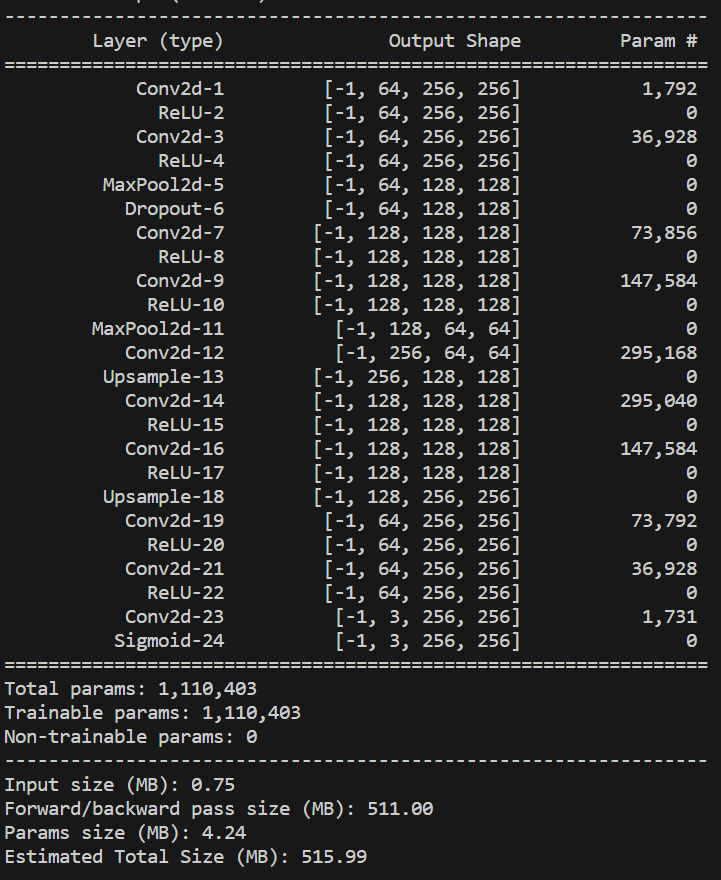 ----------------------------------------------------------------
Layer (type) Output Shape Param #
================================================================
Conv2d-1 [-1, 64, 256, 256] 1,792
ReLU-2 [-1, 64, 256, 256] 0
Conv2d-3 [-1, 64, 256, 256] 36,928
ReLU-4 [-1, 64, 256, 256] 0
MaxPool2d-5 [-1, 64, 128, 128] 0
Dropout-6 [-1, 64, 128, 128] 0
Conv2d-7 [-1, 128, 128, 128] 73,856
ReLU-8 [-1, 128, 128, 128] 0
Conv2d-9 [-1, 128, 128, 128] 147,584
ReLU-10 [-1, 128, 128, 128] 0
MaxPool2d-11 [-1, 128, 64, 64] 0
Conv2d-12 [-1, 256, 64, 64] 295,168
Upsample-13 [-1, 256, 128, 128] 0
Conv2d-14 [-1, 128, 128, 128] 295,040
ReLU-15 [-1, 128, 128, 128] 0
Conv2d-16 [-1, 128, 128, 128] 147,584
ReLU-17 [-1, 128, 128, 128] 0
Upsample-18 [-1, 128, 256, 256] 0
Conv2d-19 [-1, 64, 256, 256] 73,792
ReLU-20 [-1, 64, 256, 256] 0
Conv2d-21 [-1, 64, 256, 256] 36,928
ReLU-22 [-1, 64, 256, 256] 0
Conv2d-23 [-1, 3, 256, 256] 1,731
Sigmoid-24 [-1, 3, 256, 256] 0
================================================================
Total params: 1,110,403
Trainable params: 1,110,403
Non-trainable params: 0
----------------------------------------------------------------
Input size (MB): 0.75
Forward/backward pass size (MB): 511.00
Params size (MB): 4.24
Estimated Total Size (MB): 515.99